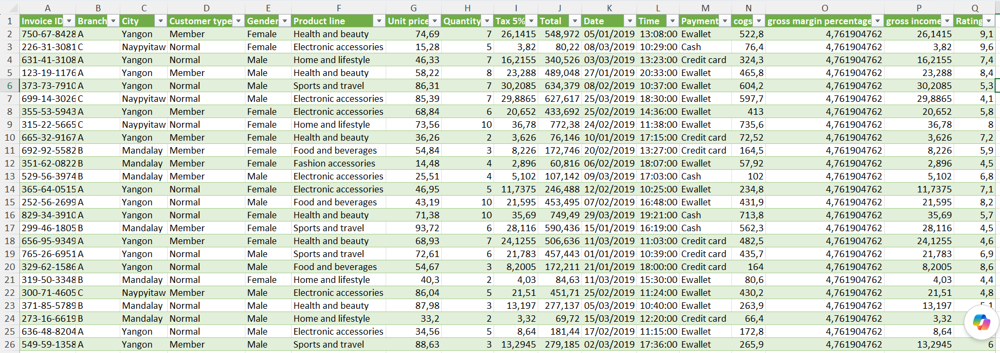 A B C D E F G H I J K L M N O P Q
1 Invoice ID Branch City Customer type Gender Product line Unit price Quantity Tax 5% Total Date Time Payment cogs gross margin percentage gross income Rating
2 750-67-8428 A Yangon Member Female Health and beauty 74,69 7 26,1415 548,972 05/01/2019 13:08:00 Ewallet 522,8 4,761904762 26,1415 9,1
3 226-31-3081 C Naypyitaw Normal Female Electronic accessories 15,28 5 3,82 80,22 08/03/2019 10:29:00 Cash 76,4 4,761904762 3,82 9,6
4 631-41-3108 A Yangon Normal Male Home and lifestyle 46,33 7 16,2155 340,526 03/03/2019 13:23:00 Credit card 324,3 4,761904762 16,2155 7,4
5 123-19-1176 A Yangon Member Male Health and beauty 58,22 8 23,288 489,048 27/01/2019 20:33:00 Ewallet 465,8 4,761904762 23,288 8,4
6 373-73-7910 A Yangon Normal Male Sports and travel 86,31 7 30,2085 634,379 08/02/2019 10:37:00 Ewallet 604,2 4,761904762 30,2085 5,3
7 699-14-3026 C Naypyitaw Normal Male Electronic accessories 85,39 7 29,8865 627,617 25/03/2019 18:30:00 Ewallet 597,7 4,761904762 29,8865 4,1
8 355-53-5943 A Yangon Member Female Electronic accessories 68,84 6 20,652 433,692 25/02/2019 14:36:00 Ewallet 413 4,761904762 20,652 5,8
9 315-22-5665 C Naypyitaw Normal Female Home and lifestyle 73,56 10 36,78 772,38 24/02/2019 11:38:00 Ewallet 735,6 4,761904762 36,78 8
10 665-32-9167 A Yangon Member Female Health and beauty 36,26 2 3,626 76,146 10/01/2019 17:15:00 Credit card 72,52 4,761904762 3,626 7,2
11 692-92-5582 B Mandalay Member Female Food and beverages 54,84 3 8,226 172,746 20/02/2019 13:27:00 Credit card 164,5 4,761904762 8,226 5,9
12 351-62-0822 B Mandalay Member Female Fashion accessories 14,48 4 2,896 60,816 06/02/2019 18:07:00 Ewallet 57,92 4,761904762 2,896 4,5
13 529-56-3974 B Mandalay Member Male Electronic accessories 25,51 4 5,102 107,142 09/03/2019 17:03:00 Cash 102 4,761904762 5,102 6,8
14 365-64-0515 A Yangon Normal Female Electronic accessories 46,95 5 11,7375 246,488 12/02/2019 10:25:00 Ewallet 234,8 4,761904762 11,7375 7,1
15 252-56-2699 A Yangon Normal Male Food and beverages 43,19 10 21,595 453,495 07/02/2019 16:48:00 Ewallet 431,9 4,761904762 21,595 8,2
16 829-34-3910 A Yangon Normal Female Health and beauty 71,38 10 35,69 749,49 29/03/2019 19:21:00 Cash 713,8 4,761904762 35,69 5,7
17 299-46-1805 B Mandalay Member Female Sports and travel 93,72 6 28,116 590,436 15/01/2019 16:19:00 Cash 562,3 4,761904762 28,116 4,5
18 656-95-9349 A Yangon Member Female Health and beauty 68,93 7 24,1255 506,636 11/03/2019 11:03:00 Credit card 482,5 4,761904762 24,1255 4,6
19 765-26-6951 A Yangon Normal Male Sports and travel 72,61 6 21,783 457,443 01/01/2019 10:39:00 Credit card 435,7 4,761904762 21,783 6,9
20 329-62-1586 A Yangon Normal Male Food and beverages 54,67 3 8,2005 172,211 21/01/2019 18:00:00 Credit card 164 4,761904762 8,2005 8,6
21 319-50-3348 B Mandalay Normal Female Home and lifestyle 40,3 2 4,03 84,63 11/03/2019 15:30:00 Ewallet 80,6 4,761904762 4,03 4,4
22 300-71-4605 C Naypyitaw Member Male Electronic accessories 86,04 5 21,51 451,71 25/02/2019 11:24:00 Ewallet 430,2 4,761904762 21,51 4,8
23 371-85-5789 B Mandalay Normal Male Health and beauty 87,98 3 13,197 277,137 05/03/2019 10:40:00 Ewallet 263,9 4,761904762 13,197
24 273-16-6619 B Mandalay Normal Male Home and lifestyle 33,2 2 3,32 69,72 15/03/2019 12:20:00 Credit card 66,4 4,761904762 3,32
25 636-48-8204 A Yangon Normal Male Electronic accessories 34,56 5 8,64 181,44 17/02/2019 11:15:00 Ewallet 172,8 4,761904762 8,64
26 549-59-1358 A Yangon Member Male Sports and travel 88,63 3 13,2945 279,185 02/03/2019 17:36:00 Ewallet 265,9 4,761904762 13,2945 6